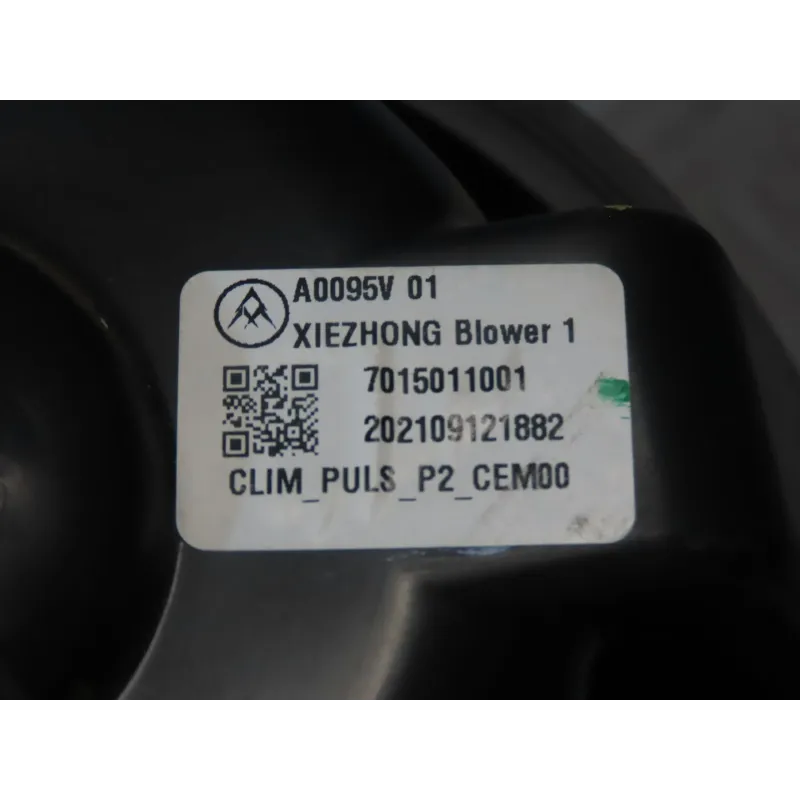 A0095V 01
XIEZHONG Blower 1
7015011001
202109121882
CLIM_PULS_P2_CEM00